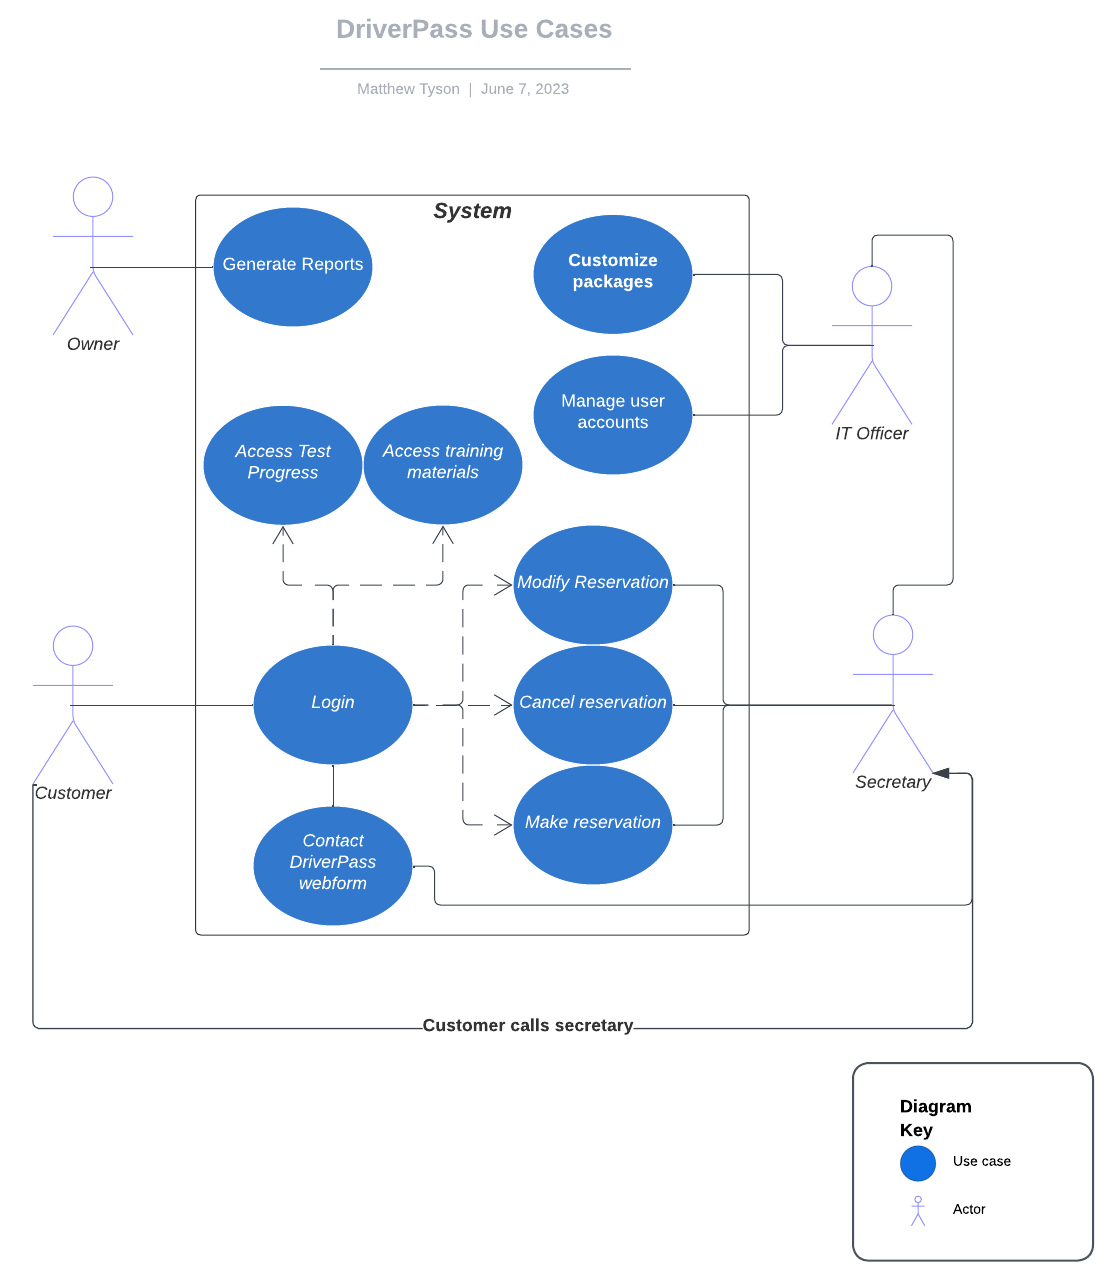 DriverPass Use Cases
Matthew Tyson | June 7, 2023
System
Generate Reports
Customize
packages
Owner
Manage user
accounts
IT Officer
Access Test
Progress
Access training
materials
Modify Reservation
Login
Cancel reservation
Customer
Secretary
Make reservation
Contact
DriverPass
webform
Customer calls secretary
Diagram
Key
Use case
Actor